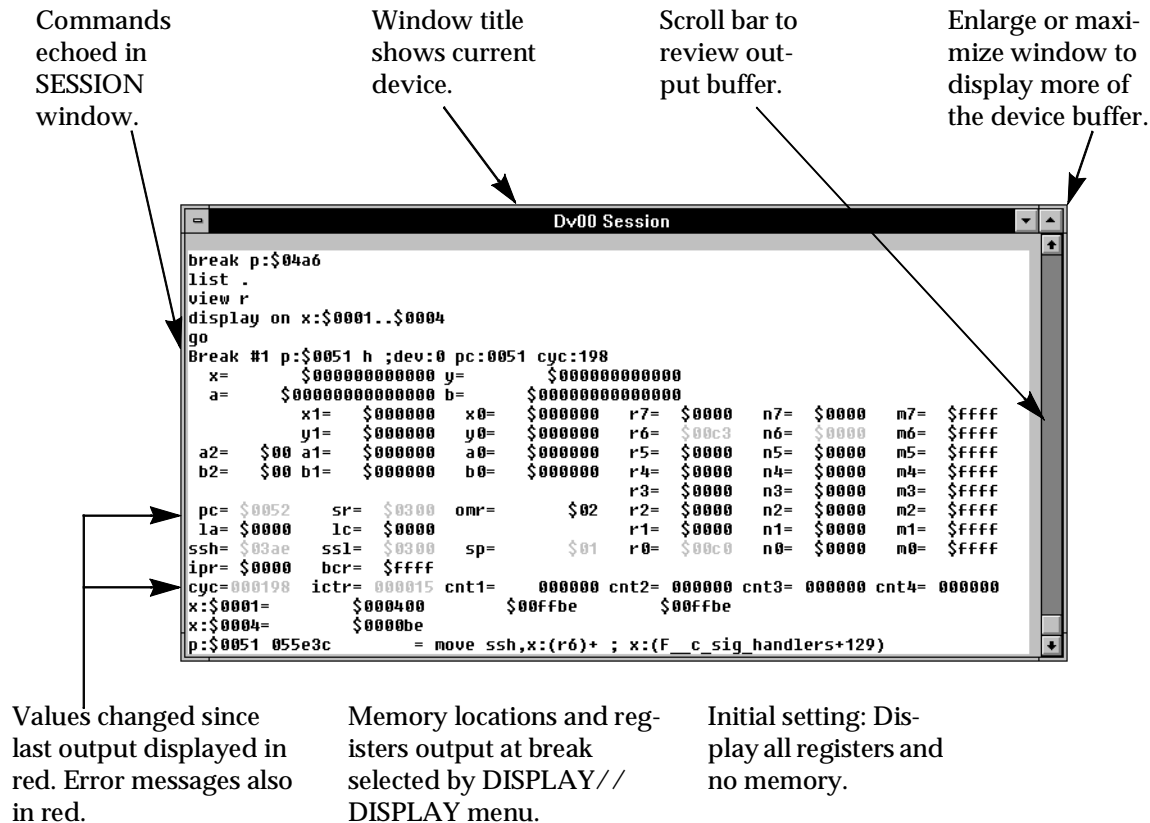 Commands
echoed in
SESSION
window.
Window title
shows current
device.
Scroll bar to
review out-
put buffer.
Enlarge or maxi-
mize window to
display more of
the device buffer.
Dv00 Session
break p:$04a6
list .
view r
display on x:$0001..$0004
go
Break #1 p:$0051 h ;dev:0 pc:0051 cyc:198
x= $000000000000 y= $000000000000
a= $00000000000000 b= $00000000000000
x1= $000000 x0= $000000 r7= $0000 n7= $0000 m7= $ffff
y1= $000000 y0= $000000 r6= $00c3 n6= $0000 m6= $ffff
a2= $00 a1= $000000 a0= $000000 r5= $0000 n5= $0000 m5= $ffff
b2= $00 b1= $000000 b0= $000000 r4= $0000 n4= $0000 m4= $ffff
r3= $0000 n3= $0000 m3= $ffff
pc= $0052 sr= $0300 omr= $02 r2= $0000 n2= $0000 m2= $ffff
la= $0000 lc= $0000 r1= $0000 n1= $0000 m1= $ffff
ssh= $03ae ssl= $0300 sp= $01 r0= $00c0 n0= $0000 m0= $ffff
ipr= $0000 bcr= $ffff
cyc=000198 ictr= 000015 cnt1= 000000 cnt2= 000000 cnt3= 000000 cnt4= 000000
x:$0001= $000400 $00ffbe $00ffbe
x:$0004= $0000be
p:$0051 055e3c = move ssh,x:(r6)+ ; x:(F__c_sig_handlers+129)
Values changed since
last output displayed in
red. Error messages also
in red.
Memory locations and reg-
isters output at break
selected by DISPLAY//
DISPLAY menu.
Initial setting: Dis-
play all registers and
no memory.